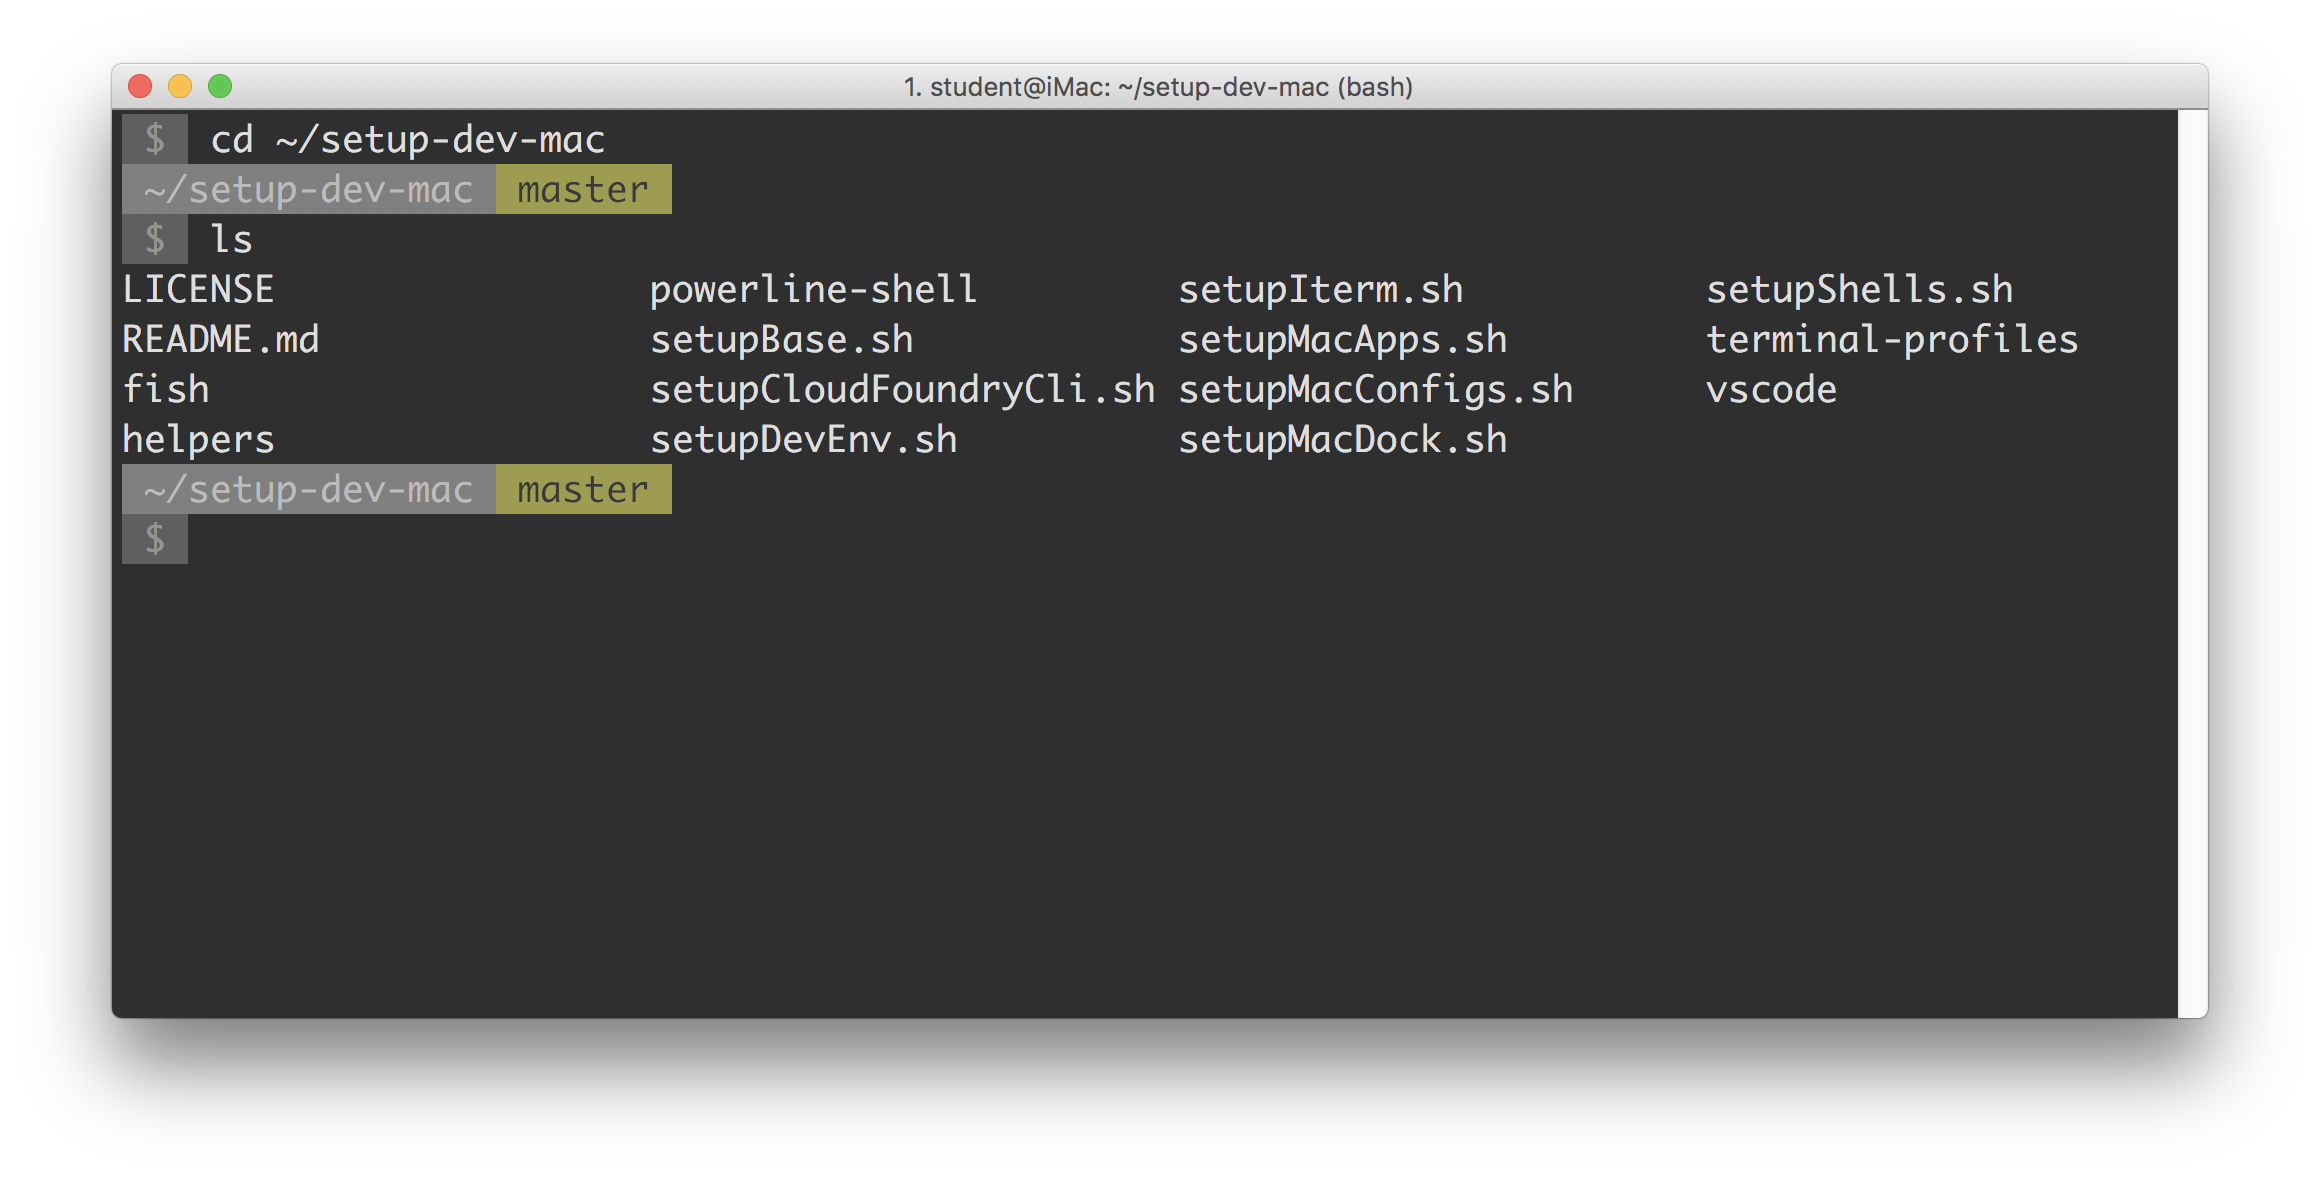 1. student@iMac: ~/setup-dev-mac (bash)
$ cd ~/setup-dev-mac
~/setup-dev-mac master
$ ls
LICENSE powerline-shell setupIterm.sh setupShells.sh
README.md setupBase.sh setupMacApps.sh terminal-profiles
fish setupCloudFoundryCli.sh setupMacConfigs.sh vscode
helpers setupDevEnv.sh setupMacDock.sh
~/setup-dev-mac master
$